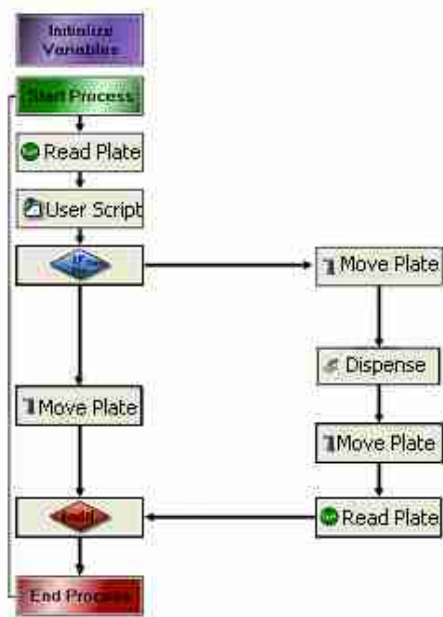 Initialize
Variables
Start Process
Read Plate
User Script
IF
Move Plate
Dispense
Move Plate
Move Plate
Read Plate
End Process